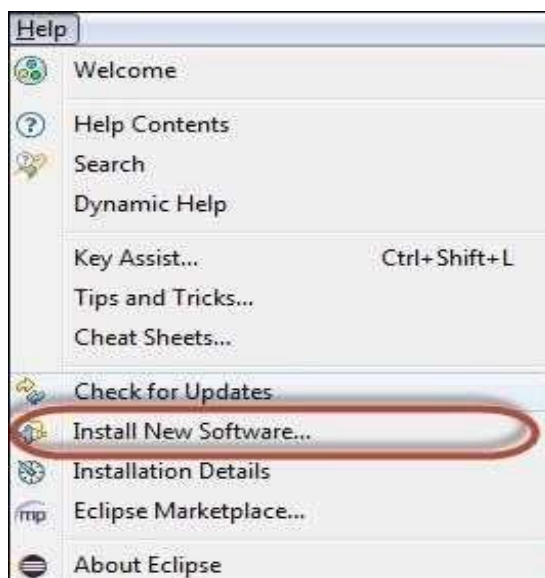 Help
Welcome
Help Contents
Search
Dynamic Help
Key Assist... Ctrl+Shift+L
Tips and Tricks...
Cheat Sheets...
Check for Updates
Install New Software...
Installation Details
mp Eclipse Marketplace...
About Eclipse